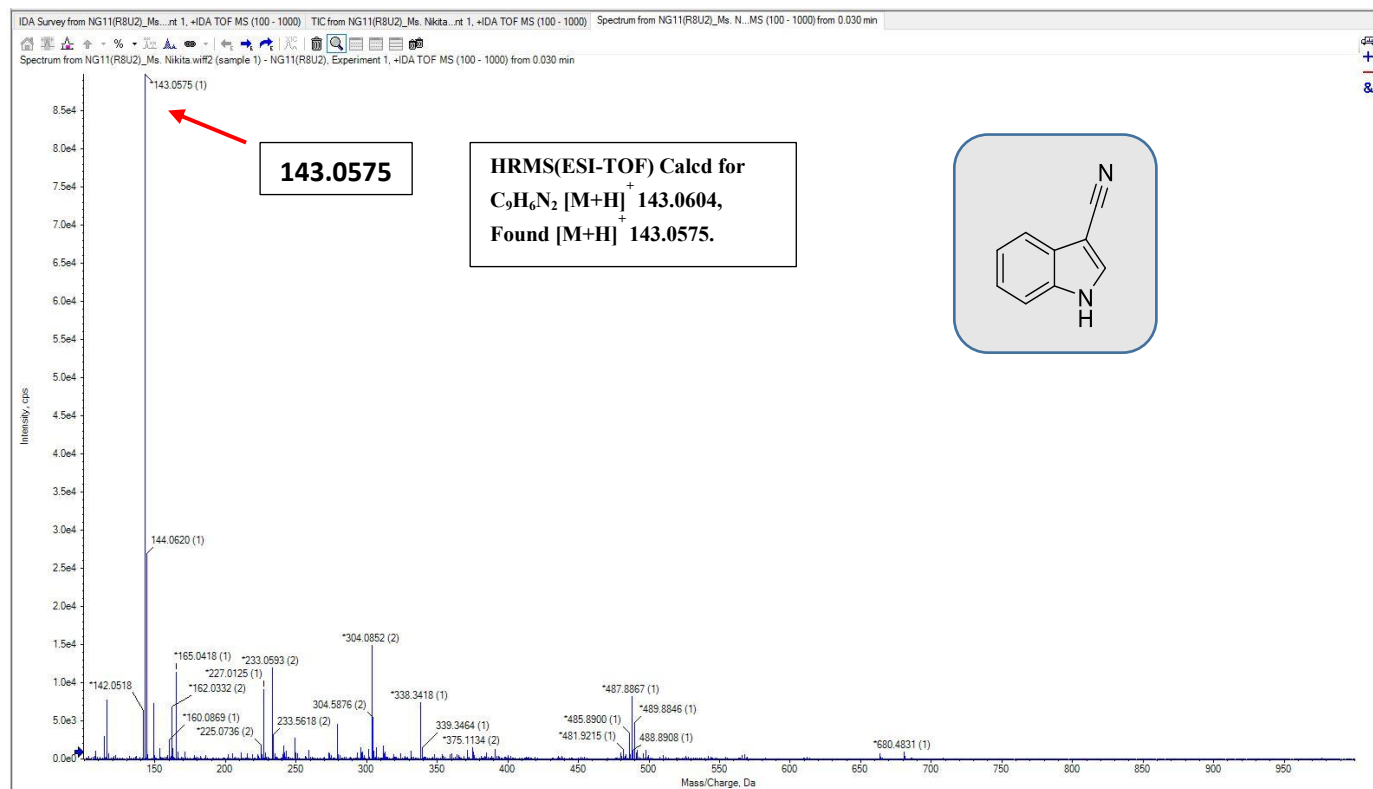 IDA Survey from NG11(R8U2)_Ms....nt 1, +IDA TOF MS (100 - 1000)
TIC from NG11(R8U2)_Ms. Nikita...nt 1, +IDA TOF MS (100 - 1000)
Spectrum from NG11(R8U2)_Ms. N...MS (100 - 1000) from 0.030 min
%
Spectrum from NG11(R8U2)_Ms. Nikita.wiff2 (sample 1) - NG11(R8U2), Experiment 1, +IDA TOF MS (100 - 1000) from 0.030 min
+
&
*143.0575 (1)
143.0575
HRMS(ESI-TOF) Calcd for
C₉H₆N₂ [M+H]⁺ 143.0604,
Found [M+H]⁺ 143.0575.
N
N
H
Intensity, cps
8.5e4
8.0e4
7.5e4
7.0e4
6.5e4
6.0e4
5.5e4
5.0e4
4.5e4
4.0e4
3.5e4
3.0e4
2.5e4
2.0e4
1.5e4
1.0e4
5.0e3
0.0e0
144.0620 (1)
*142.0518
*165.0418 (1)
*162.0332 (2)
*160.0869 (1)
*227.0125 (1)
*225.0736 (2)
*233.0593 (2)
233.5618 (2)
*304.0852 (2)
304.5876 (2)
*338.3418 (1)
339.3464 (1)
*375.1134 (2)
*487.8867 (1)
*485.8900 (1)
*489.8846 (1)
*481.9215 (1)
488.8908 (1)
*680.4831 (1)
150 200 250 300 350 400 450 500 550 600 650 700 750 800 850 900 950
Mass/Charge, Da